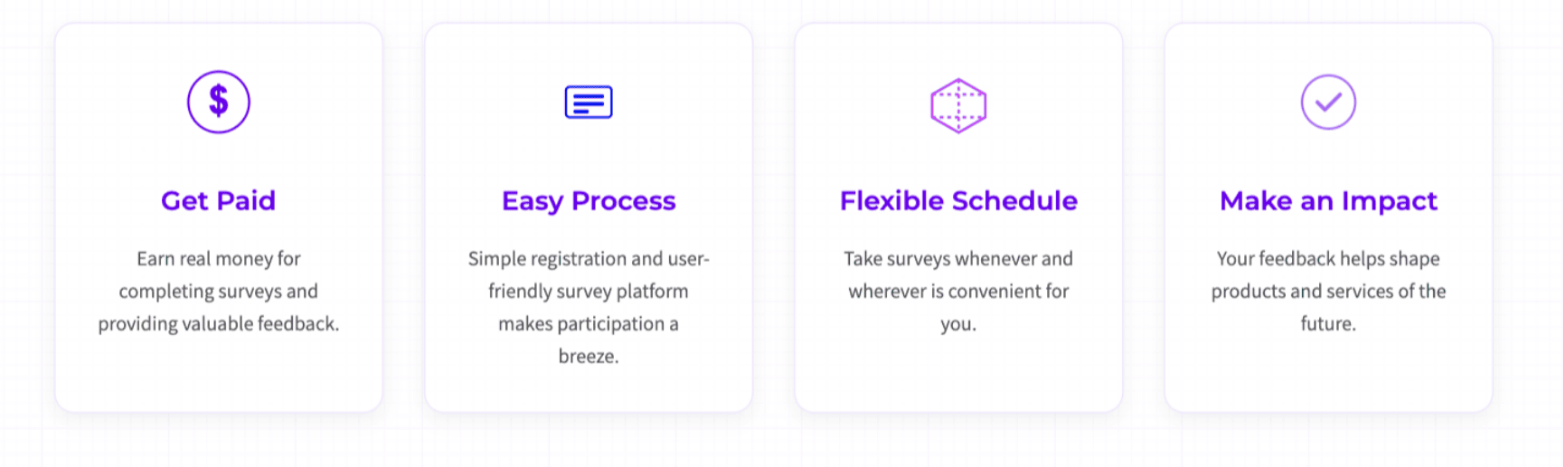 $
Get Paid
Earn real money for
completing surveys and
providing valuable feedback.
Easy Process
Simple registration and user-
friendly survey platform
makes participation a
breeze.
Flexible Schedule
Take surveys whenever and
wherever is convenient for
you.
Make an Impact
Your feedback helps shape
products and services of the
future.